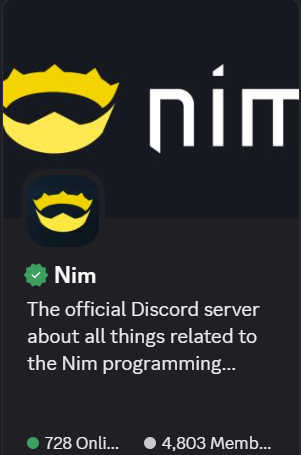 nim
Nim
The official Discord server
about all things related to
the Nim programming...
728 Onli... 4,803 Memb...